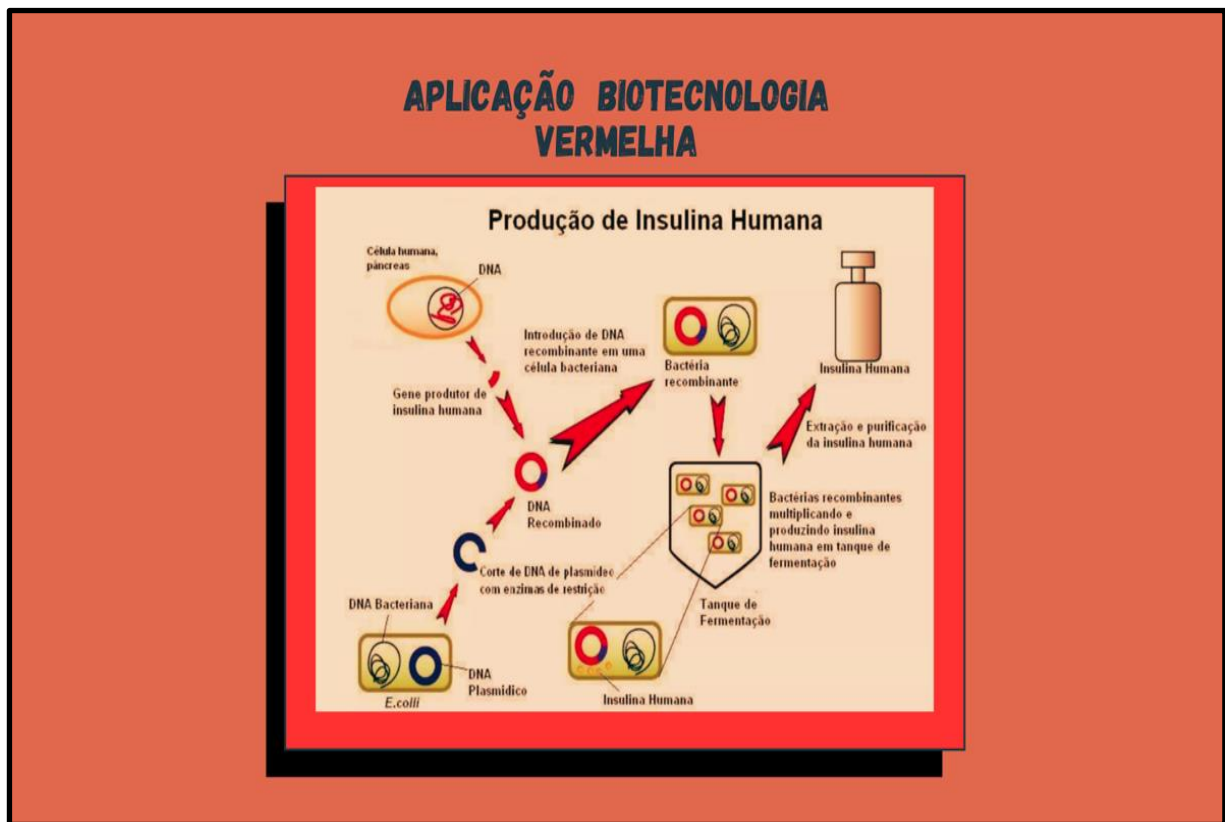 APLICAÇÃO BIOTECNOLOGIA
VERMELHA
Produção de Insulina Humana
Célula humana,
pâncreas
DNA
Gene produtor de
insulina humana
Introdução de DNA
recombinante em uma
célula bacteriana
Bactéria
recombinante
Insulina Humana
Extração e purificação
da insulina humana
DNA
Recombinado
Corte de DNA de plasmídeo
com enzimas de restrição
Bactérias recombinantes
multiplicando e
produzindo insulina
humana em tanque de
fermentação
Tanque de
Fermentação
DNA Bacteriana
DNA
Plasmidico
E.colli
Insulina Humana